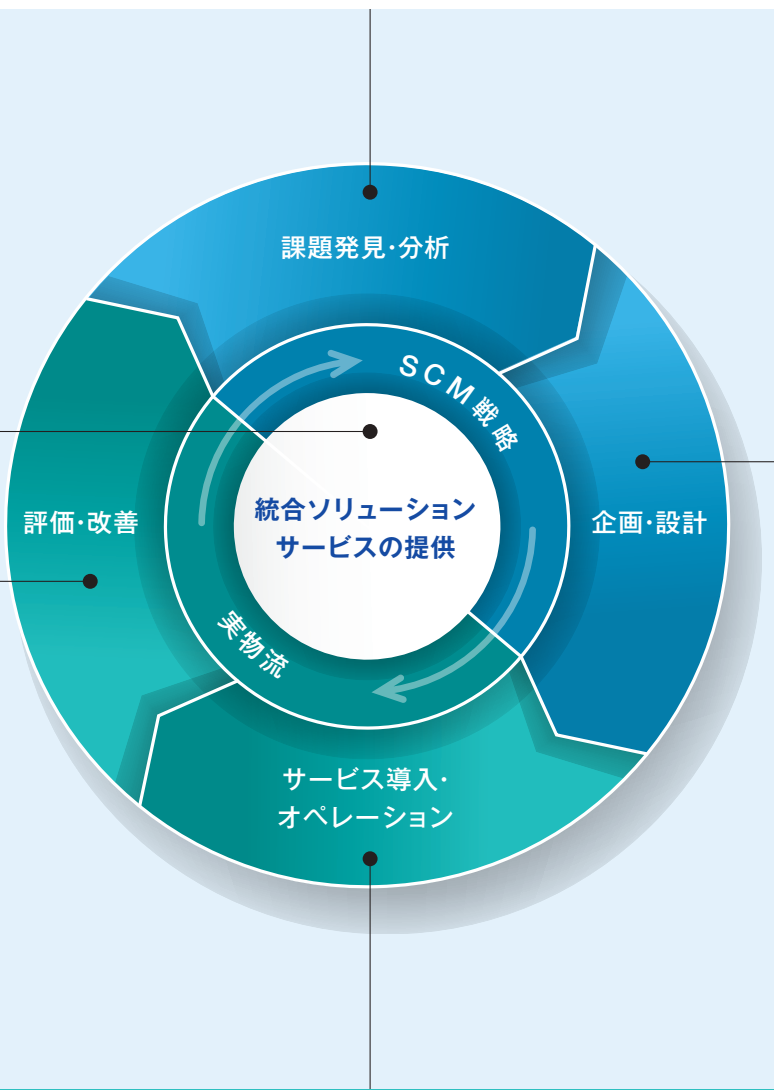 課題発見・分析
SCM戦略
統合ソリューション
サービスの提供
評価・改善
企画・設計
実物流
サービス導入・
オペレーション